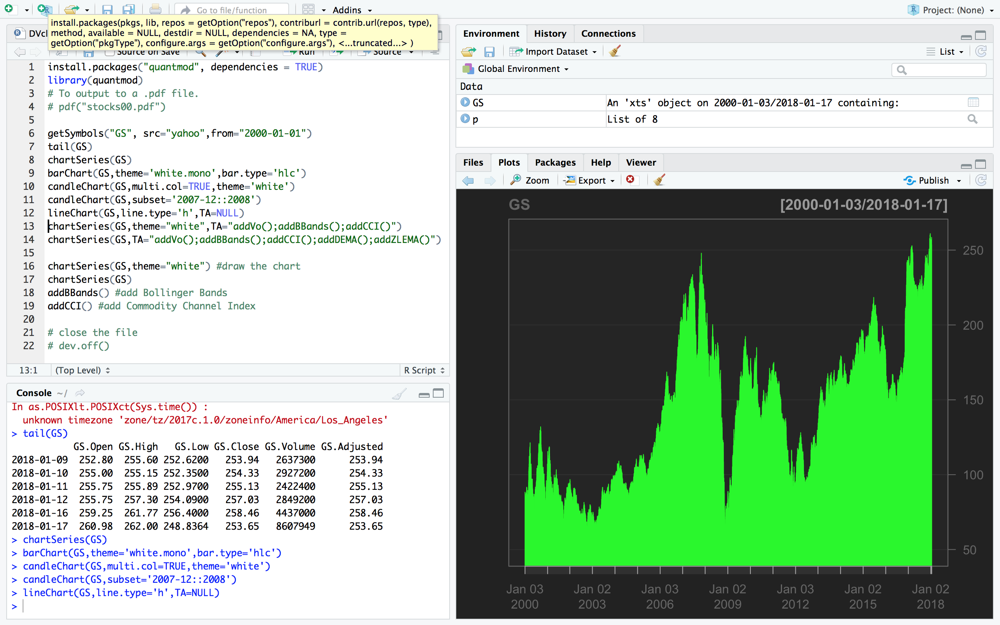 Go to file/function
Addins
Project: (None)
install.packages(pkgs, lib, repos = getOption("repos"), contriburl = contrib.url(repos, type),
method, available = NULL, destdir = NULL, dependencies = NA, type =
getOption("pkgType"), configure.args = getOption("configure.args"), <...truncated...> )
DVcl
Source on Save
Run
Source
1 install.packages("quantmod", dependencies = TRUE)
2 library(quantmod)
3 # To output to a .pdf file.
4 # pdf("stocks00.pdf")
5
6 getSymbols("GS", src="yahoo",from="2000-01-01")
7 tail(GS)
8 chartSeries(GS)
9 barChart(GS,theme='white.mono',bar.type='hlc')
10 candleChart(GS,multi.col=TRUE,theme='white')
11 candleChart(GS,subset='2007-12::2008')
12 lineChart(GS,line.type='h',TA=NULL)
13 chartSeries(GS,theme="white",TA="addVo();addBBands();addCCI()")
14 chartSeries(GS,TA="addVo();addBBands();addCCI();addDEMA();addZLEMA()")
15
16 chartSeries(GS,theme="white") #draw the chart
17 chartSeries(GS)
18 addBBands() #add Bollinger Bands
19 addCCI() #add Commodity Channel Index
20
21 # close the file
22 # dev.off()
13:1 (Top Level) R Script
Console ~/
In as.POSIXlt.POSIXct(Sys.time()) :
unknown timezone 'zone/tz/2017c.1.0/zoneinfo/America/Los_Angeles'
> tail(GS)
GS.Open GS.High GS.Low GS.Close GS.Volume GS.Adjusted
2018-01-09 252.80 255.60 252.6200 253.94 2637300 253.94
2018-01-10 255.00 255.15 252.3500 254.33 2927200 254.33
2018-01-11 255.75 255.89 252.9700 255.13 2422400 255.13
2018-01-12 255.75 257.30 254.0900 257.03 2849200 257.03
2018-01-16 259.25 261.77 256.4000 258.46 4437000 258.46
2018-01-17 260.98 262.00 248.8364 253.65 8607949 253.65
> chartSeries(GS)
> barChart(GS,theme='white.mono',bar.type='hlc')
> candleChart(GS,multi.col=TRUE,theme='white')
> candleChart(GS,subset='2007-12::2008')
> lineChart(GS,line.type='h',TA=NULL)
>
Environment History Connections
Import Dataset List
Global Environment
Data
GS An 'xts' object on 2000-01-03/2018-01-17 containing:
p List of 8
Files Plots Packages Help Viewer
Zoom Export Publish
GS [2000-01-03/2018-01-17]
250
200
150
100
50
Jan 03 Jan 02 Jan 03 Jan 02 Jan 03 Jan 02 Jan 02
2000 2003 2006 2009 2012 2015 2018